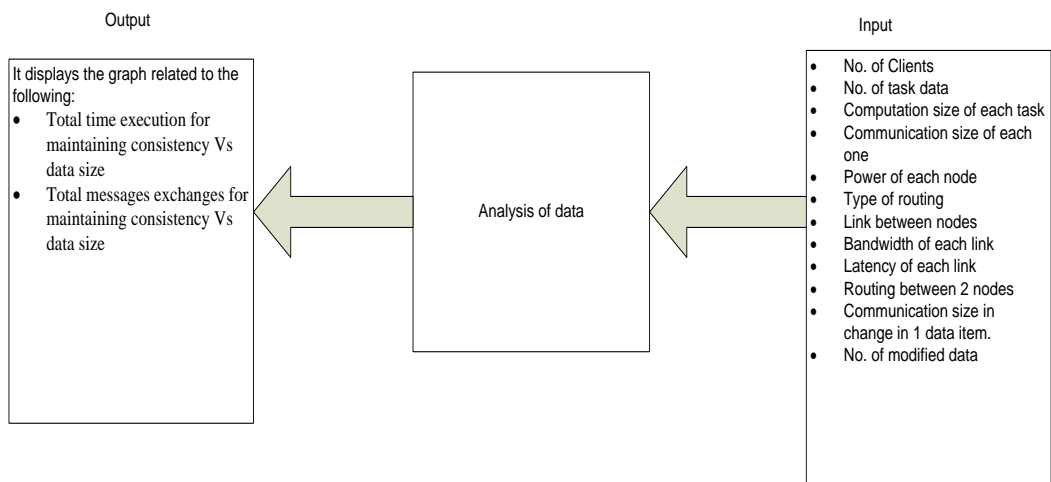 Output
It displays the graph related to the
following:
• Total time execution for
maintaining consistency Vs
data size
• Total messages exchanges for
maintaining consistency Vs
data size
Analysis of data
Input
• No. of Clients
• No. of task data
• Computation size of each task
• Communication size of each
one
• Power of each node
• Type of routing
• Link between nodes
• Bandwidth of each link
• Latency of each link
• Routing between 2 nodes
• Communication size in
change in 1 data item.
• No. of modified data